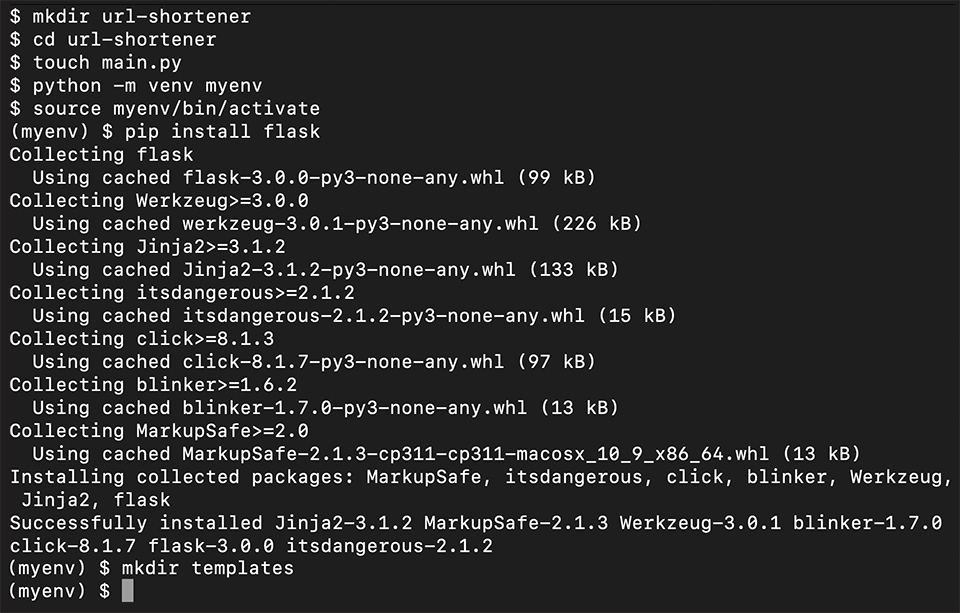 $ mkdir url-shortener
$ cd url-shortener
$ touch main.py
$ python -m venv myenv
$ source myenv/bin/activate
(myenv) $ pip install flask
Collecting flask
  Using cached flask-3.0.0-py3-none-any.whl (99 kB)
Collecting Werkzeug>=3.0.0
  Using cached werkzeug-3.0.1-py3-none-any.whl (226 kB)
Collecting Jinja2>=3.1.2
  Using cached Jinja2-3.1.2-py3-none-any.whl (133 kB)
Collecting itsdangerous>=2.1.2
  Using cached itsdangerous-2.1.2-py3-none-any.whl (15 kB)
Collecting click>=8.1.3
  Using cached click-8.1.7-py3-none-any.whl (97 kB)
Collecting blinker>=1.6.2
  Using cached blinker-1.7.0-py3-none-any.whl (13 kB)
Collecting MarkupSafe>=2.0
  Using cached MarkupSafe-2.1.3-cp311-cp311-macosx_10_9_x86_64.whl (13 kB)
Installing collected packages: MarkupSafe, itsdangerous, click, blinker, Werkzeug,
 Jinja2, flask
Successfully installed Jinja2-3.1.2 MarkupSafe-2.1.3 Werkzeug-3.0.1 blinker-1.7.0
click-8.1.7 flask-3.0.0 itsdangerous-2.1.2
(myenv) $ mkdir templates
(myenv) $